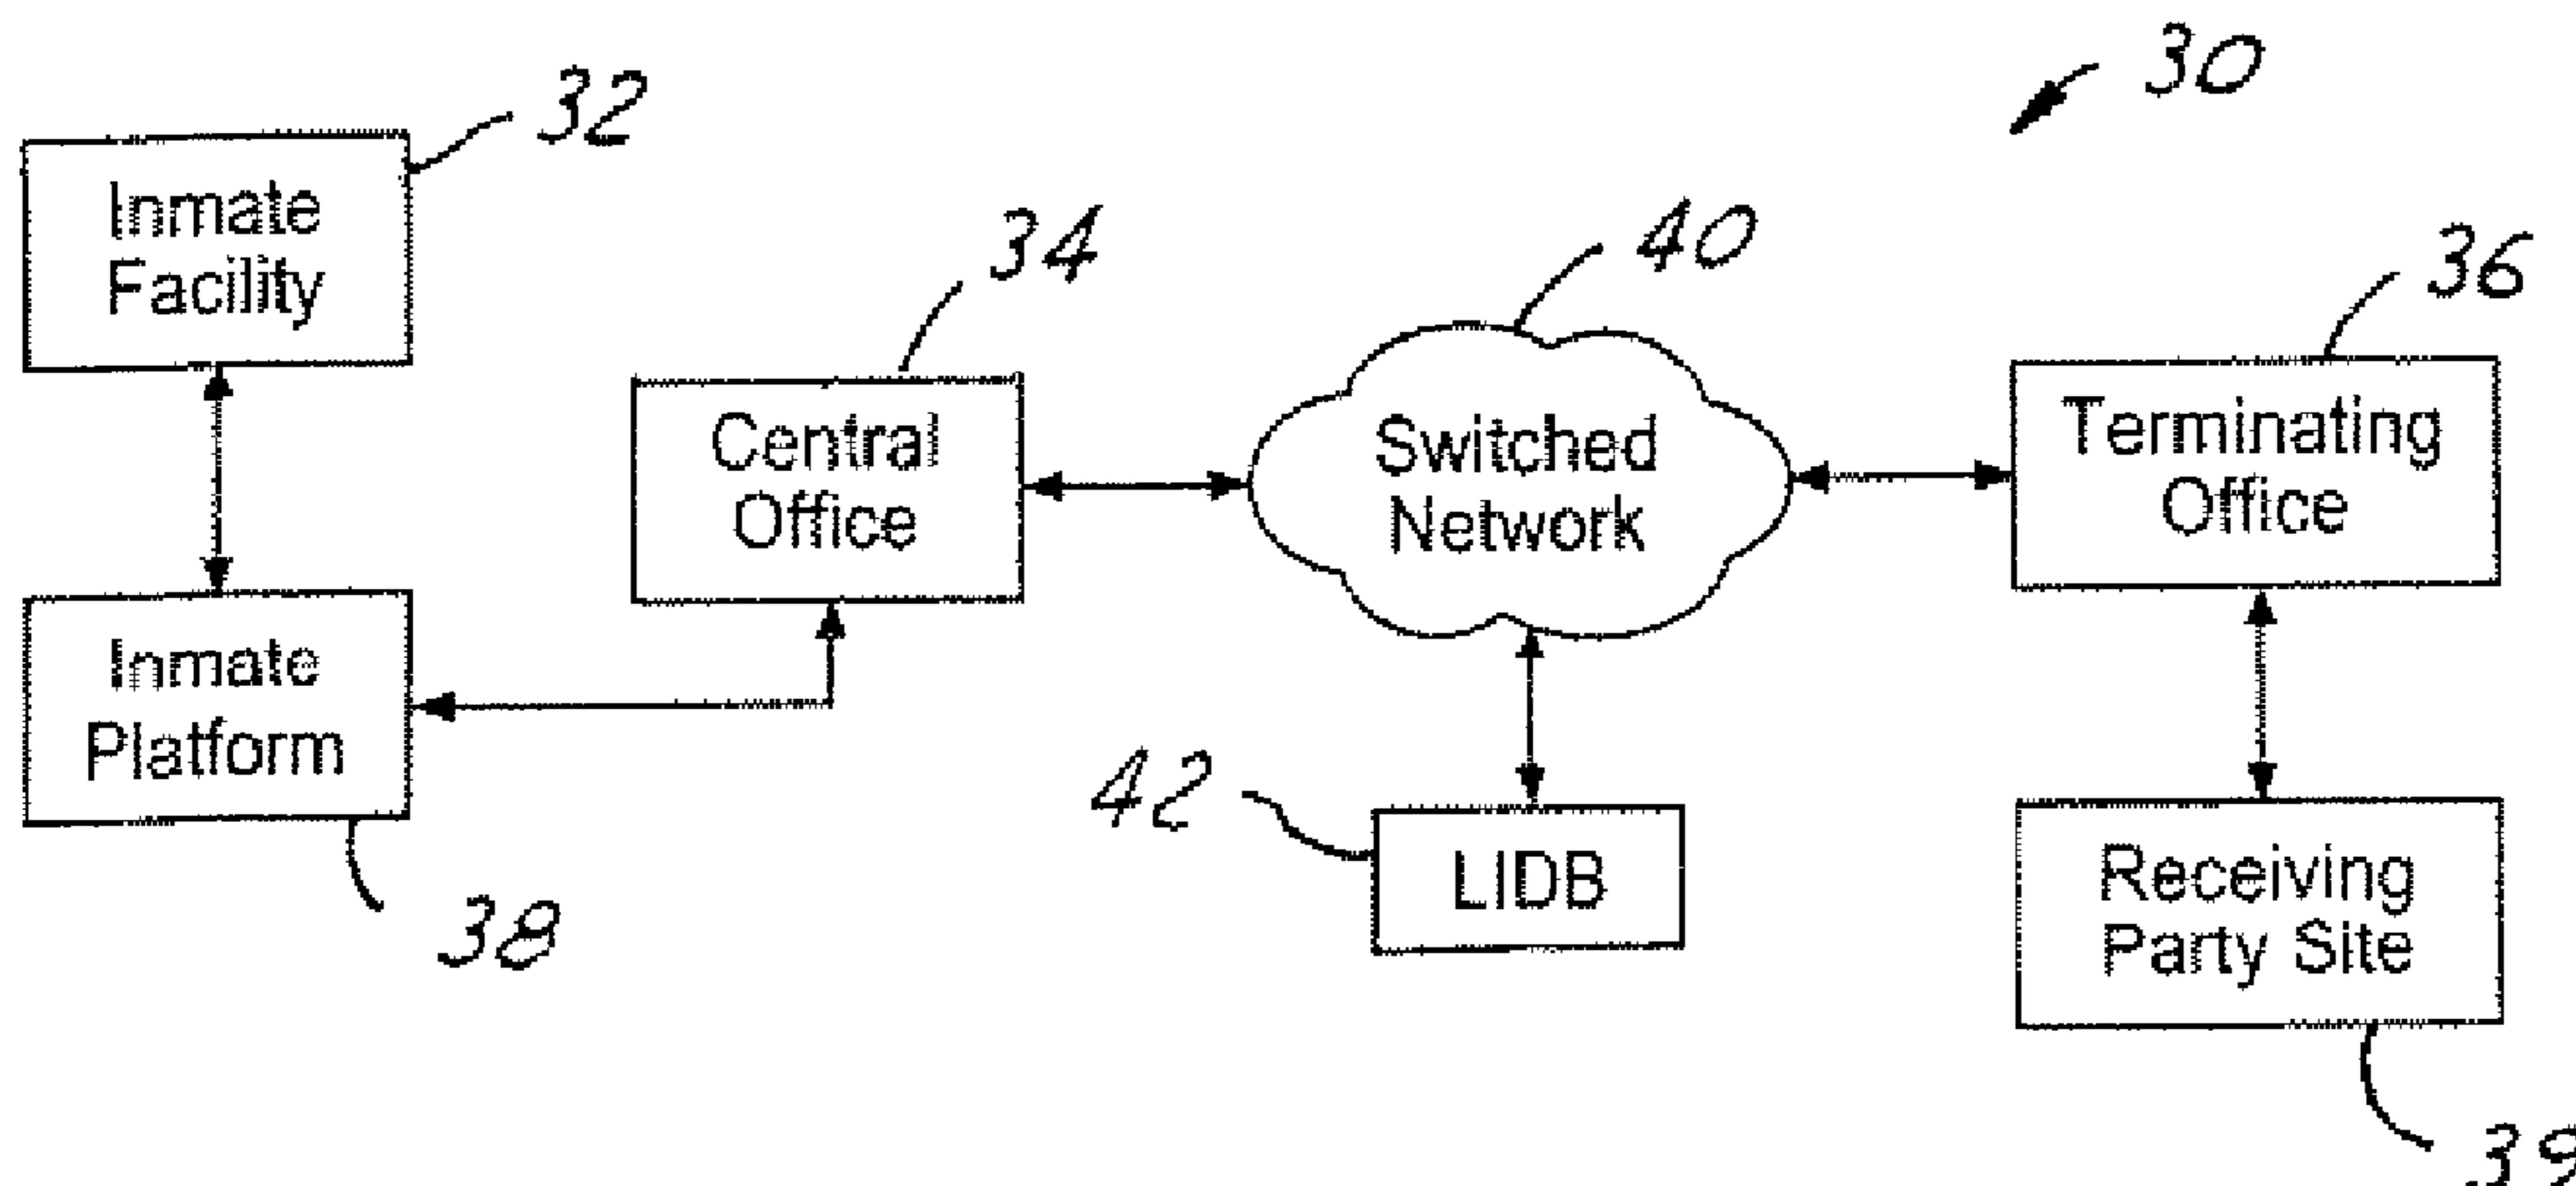 30
32
Inmate
Facility
34
40
36
Central
Office
Switched
Network
Terminating
Office
Inmate
Platform
38
42
LIDB
Receiving
Party Site
39